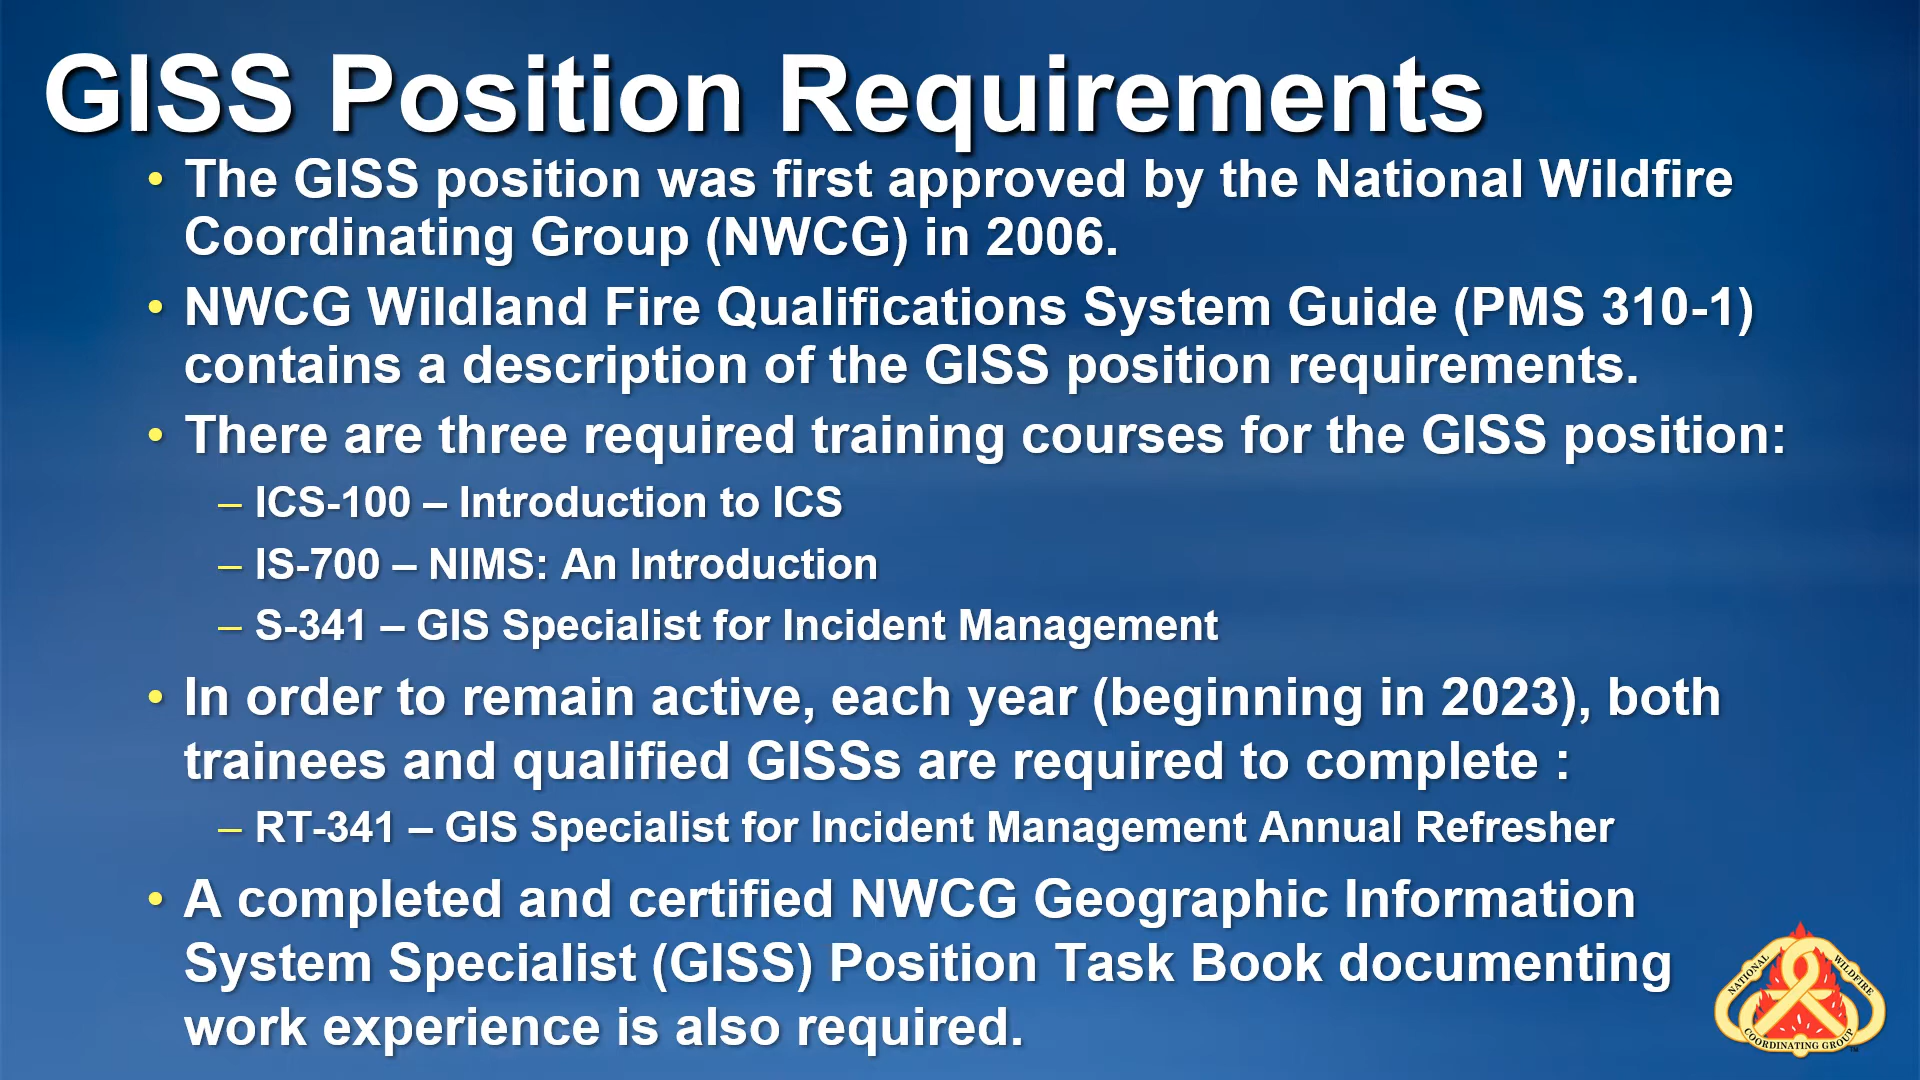 GISS Position Requirements
• The GISS position was first approved by the National Wildfire
Coordinating Group (NWCG) in 2006.
• NWCG Wildland Fire Qualifications System Guide (PMS 310-1)
contains a description of the GISS position requirements.
• There are three required training courses for the GISS position:
– ICS-100 – Introduction to ICS
– IS-700 – NIMS: An Introduction
– S-341 – GIS Specialist for Incident Management
• In order to remain active, each year (beginning in 2023), both
trainees and qualified GISSs are required to complete :
– RT-341 – GIS Specialist for Incident Management Annual Refresher
• A completed and certified NWCG Geographic Information
System Specialist (GISS) Position Task Book documenting
work experience is also required.
NATIONAL WILDFIRE
COORDINATING GROUP
TM